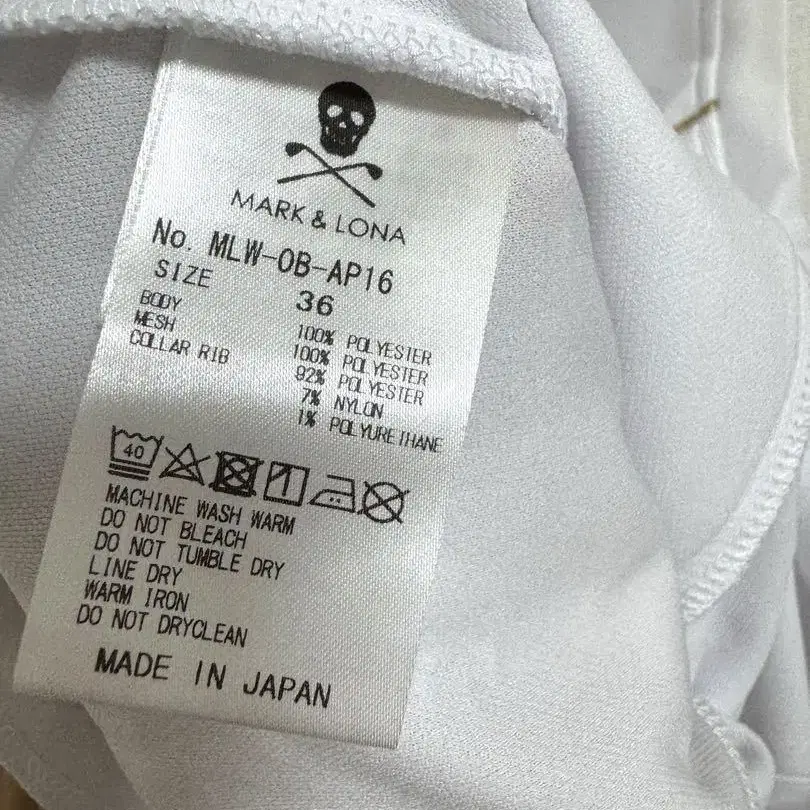 MARK & LONA
No. MLW-OB-AP16
SIZE 36
BODY 100% POLYESTER
MESH 100% POLYESTER
COLLAR RIB 92% POLYESTER
7% NYLON
1% POLYURETHANE
40
MACHINE WASH WARM
DO NOT BLEACH
DO NOT TUMBLE DRY
LINE DRY
WARM IRON
DO NOT DRYCLEAN
MADE IN JAPAN